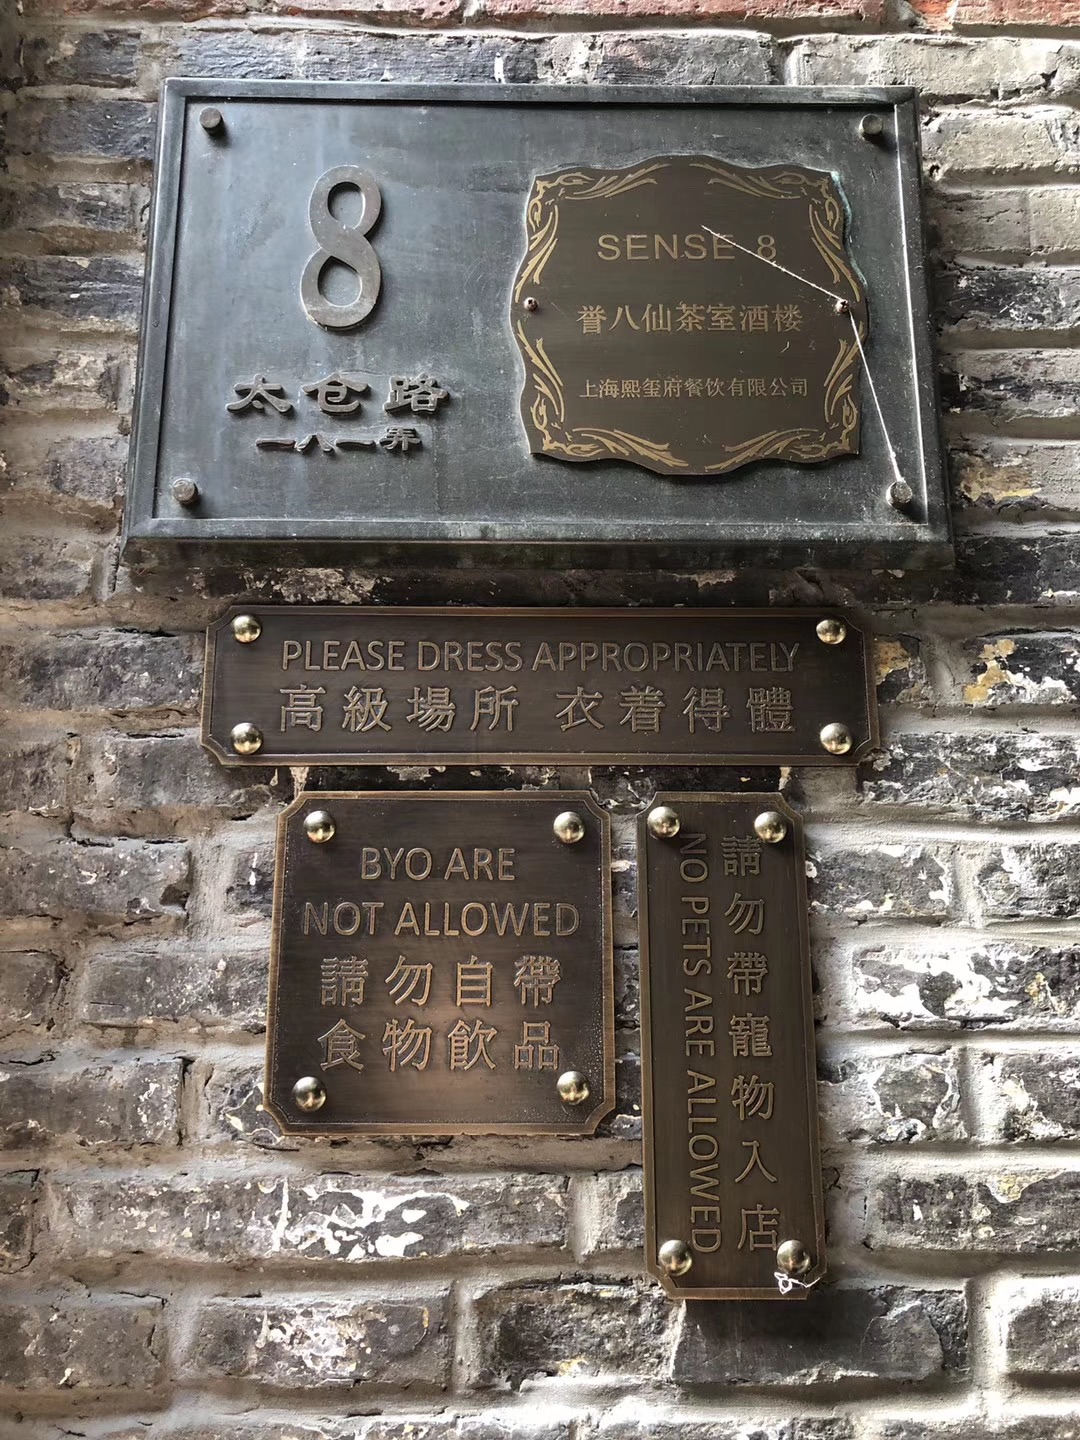 8
太仓路
一八一弄
SENSE 8
誉八仙茶室酒楼
上海熙玺府餐饮有限公司
PLEASE DRESS APPROPRIATELY
高級場所 衣着得體
BYO ARE
NOT ALLOWED
請勿自帶
食物飲品
請勿帶寵物入店
NO PETS ARE ALLOWED